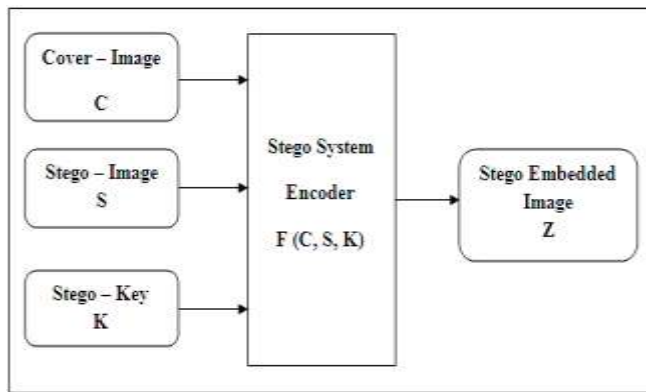 Cover – Image
C
Stego – Image
S
Stego – Key
K
Stego System
Encoder
F (C, S, K)
Stego Embedded
Image
Z